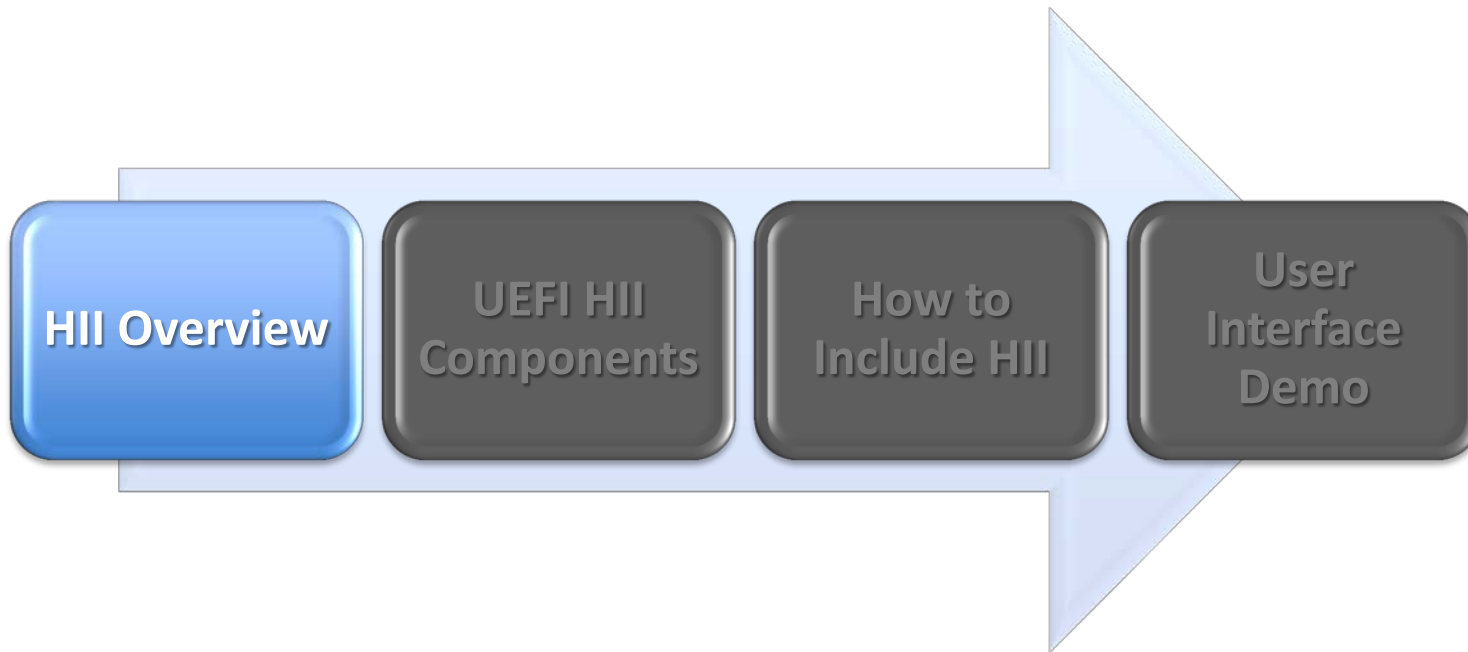 HII Overview
UEFI HII
Components
How to
Include HII
User
Interface
Demo